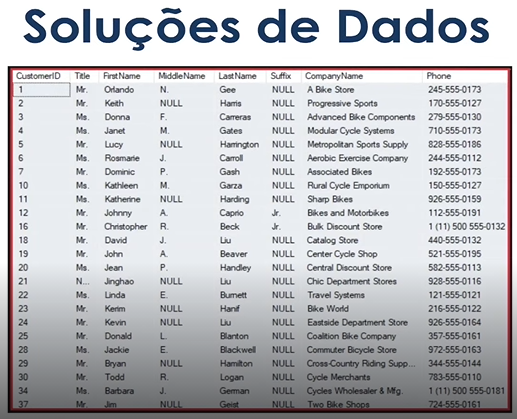 Soluções de Dados
CustomerID Title FirstName MiddleName LastName Suffix CompanyName Phone
1 Mr. Orlando N. Gee NULL A Bike Store 245-555-0173
2 Mr. Keith NULL Harris NULL Progressive Sports 170-555-0127
3 Ms. Donna F. Carreras NULL Advanced Bike Components 279-555-0130
4 Ms. Janet M. Gates NULL Modular Cycle Systems 710-555-0173
5 Mr. Lucy NULL Harrington NULL Metropolitan Sports Supply 828-555-0186
6 Ms. Rosmarie J. Carroll NULL Aerobic Exercise Company 244-555-0112
7 Mr. Dominic P. Gash NULL Associated Bikes 192-555-0173
10 Ms. Kathleen M. Garza NULL Rural Cycle Emporium 150-555-0127
11 Ms. Katherine NULL Harding NULL Sharp Bikes 926-555-0159
12 Mr. Johnny A. Caprio Jr. Bikes and Motorbikes 112-555-0191
16 Mr. Christopher R. Beck Jr. Bulk Discount Store 1 (11) 500 555-0132
18 Mr. David J. Liu NULL Catalog Store 440-555-0132
19 Mr. John A. Beaver NULL Center Cycle Shop 521-555-0195
20 Ms. Jean P. Handley NULL Central Discount Store 582-555-0113
21 N... Jinghao NULL Liu NULL Chic Department Stores 928-555-0116
22 Ms. Linda E. Burnett NULL Travel Systems 121-555-0121
23 Mr. Kerim NULL Hanif NULL Bike World 216-555-0122
24 Mr. Kevin NULL Liu NULL Eastside Department Store 926-555-0164
25 Mr. Donald L. Blanton NULL Coalition Bike Company 357-555-0161
28 Ms. Jackie E. Blackwell NULL Commuter Bicycle Store 972-555-0163
29 Mr. Bryan NULL Hamilton NULL Cross-Country Riding Supp... 344-555-0144
30 Mr. Todd R. Logan NULL Cycle Merchants 783-555-0110
34 Ms. Barbara J. German NULL Cycles Wholesaler & Mfg. 1 (11) 500 555-0181
37 Mr. Jim NULL Geist NULL Two Bike Shops 724-555-0161